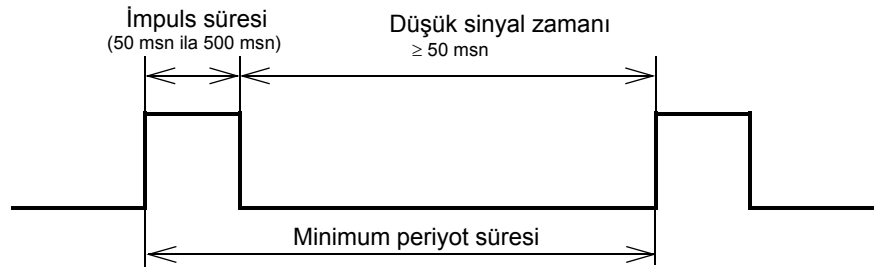 İmpuls süresi
(50 msn ila 500 msn)
Düşük sinyal zamanı
≥ 50 msn
Minimum periyot süresi